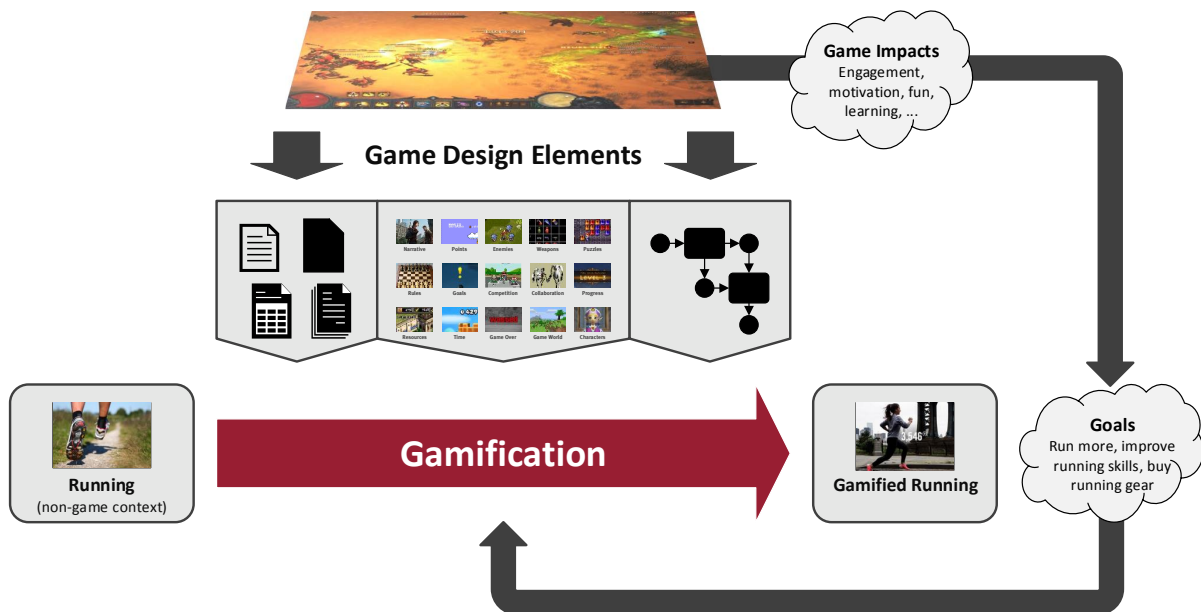 Game Impacts
Engagement,
motivation, fun,
learning, ...
Game Design Elements
Narrative
Points
Enemies
Weapons
Puzzles
Rules
Goals
Competition
Collaboration
Progress
Resources
Time
Game Over
Game World
Characters
Running
(non-game context)
Gamification
3,546
Gamified Running
Goals
Run more, improve
running skills, buy
running gear